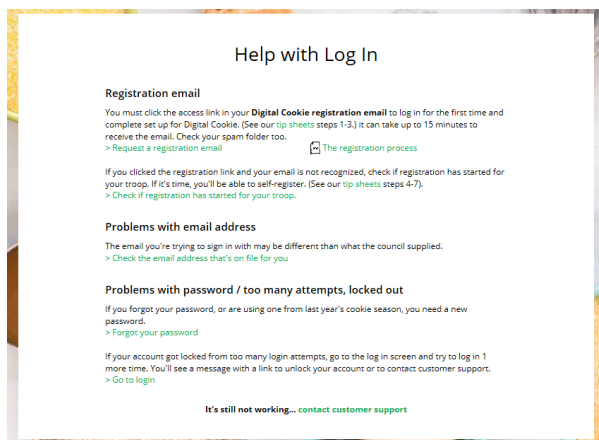 Help with Log In
Registration email
You must click the access link in your Digital Cookie registration email to log in for the first time and
complete set up for Digital Cookie. (See our tip sheets steps 1-3.) it can take up to 15 minutes to
receive the email. Check your spam folder too.
> Request a registration email The registration process
If you clicked the registration link and your email is not recognized, check if registration has started for
your troop. If it's time, you'll be able to self-register. (See our tip sheets steps 4-7).
> Check if registration has started for your troop.
Problems with email address
The email you're trying to sign in with may be different than what the council supplied.
> Check the email address that's on file for you
Problems with password / too many attempts, locked out
If you forgot your password, or are using one from last year's cookie season, you need a new
password.
> Forgot your password
If your account got locked from too many login attempts, go to the log in screen and try to log in 1
more time. You'll see a message with a link to unlock your account or to contact customer support.
> Go to login
It's still not working... contact customer support